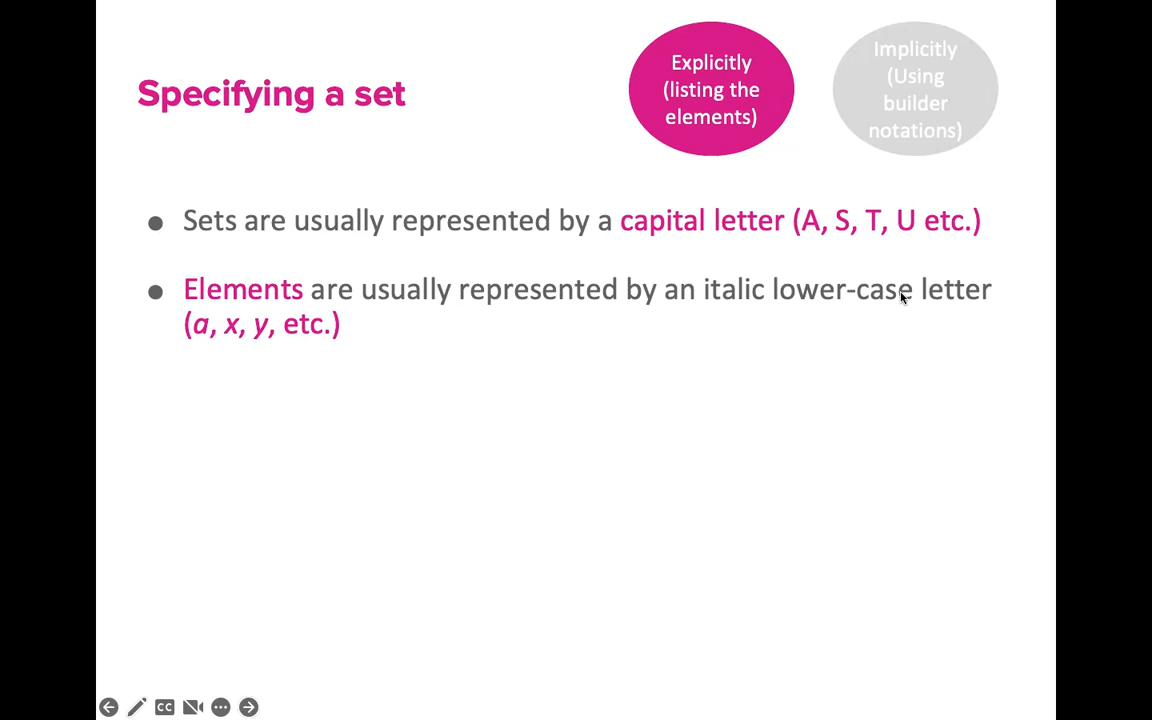 Specifying a set
Explicitly
(listing the
elements)
Implicitly
(Using
builder
notations)
● Sets are usually represented by a capital letter (A, S, T, U etc.)
● Elements are usually represented by an italic lower-case letter
(a, x, y, etc.)
CC